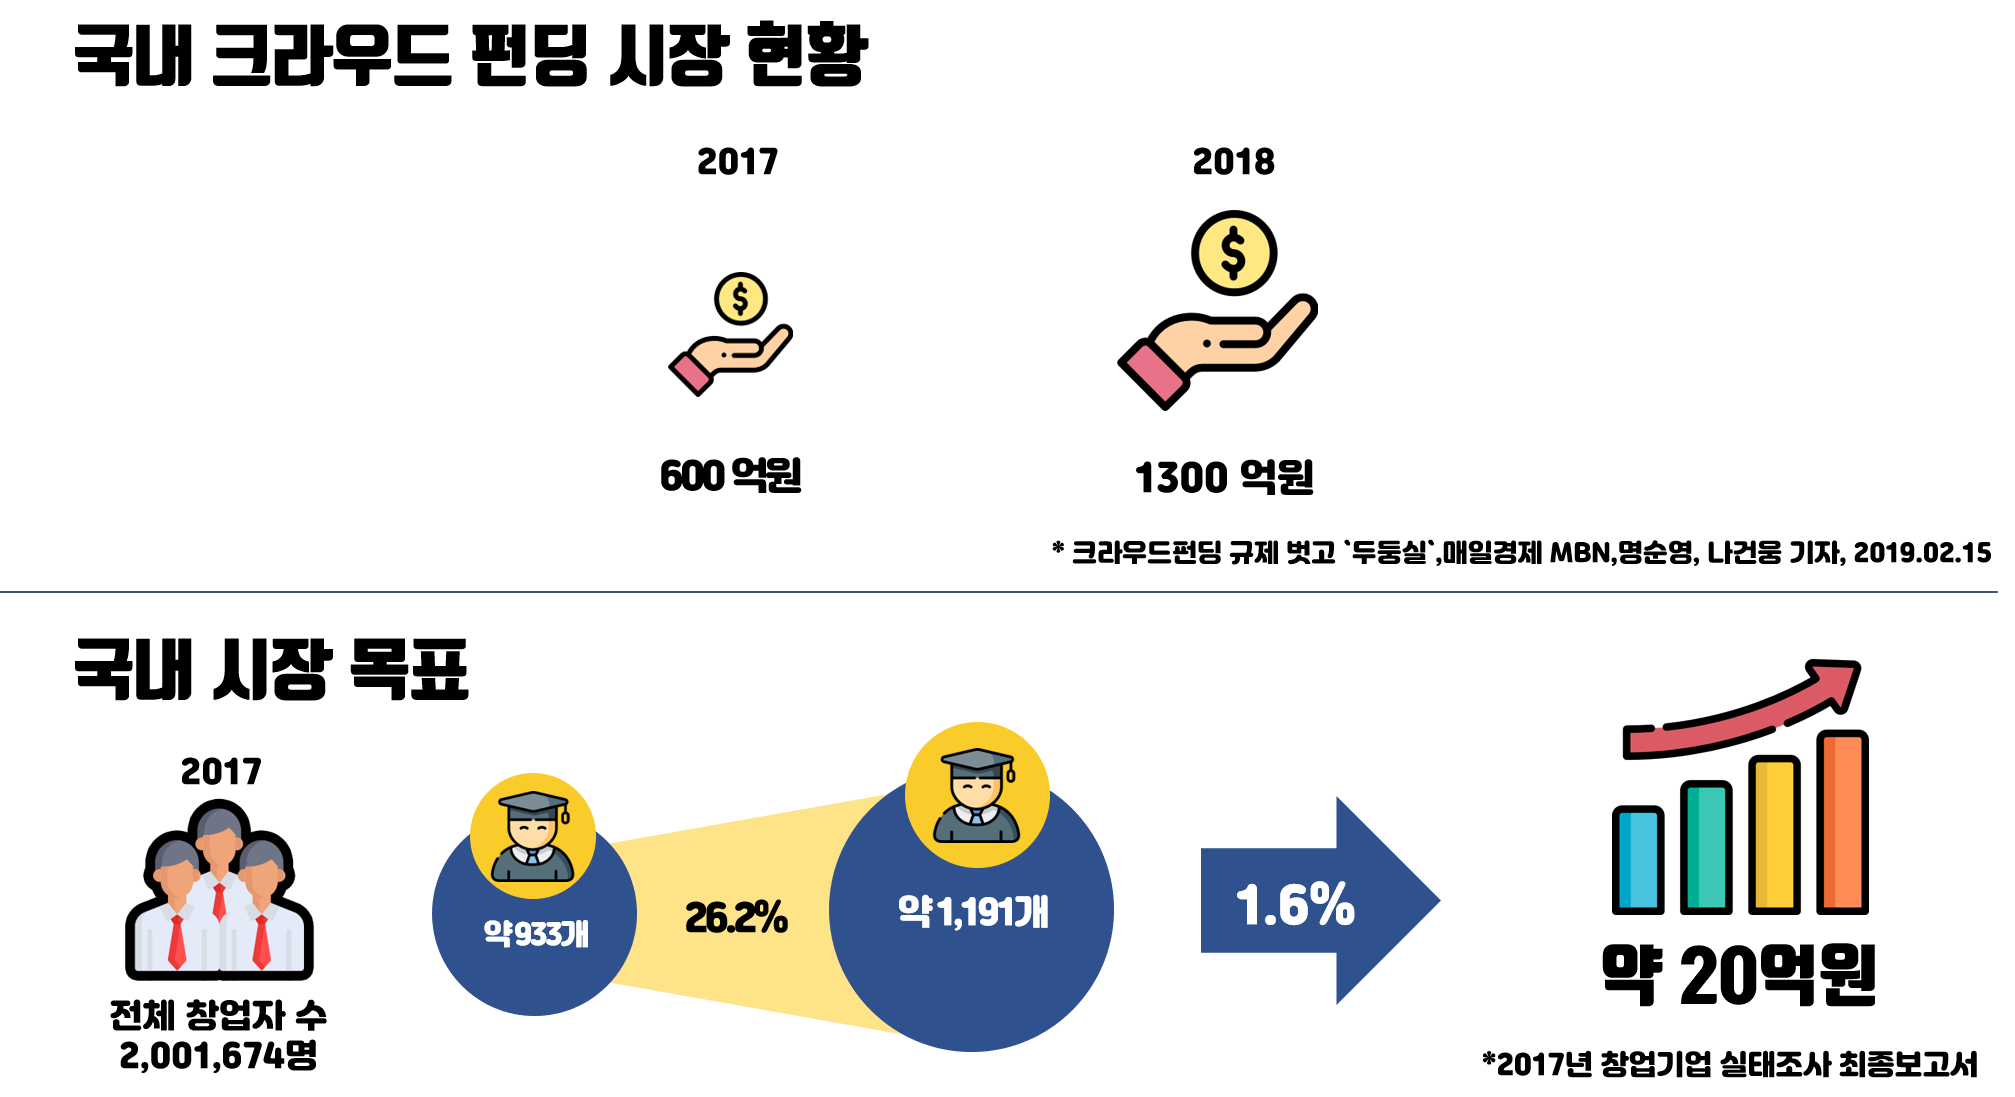 국내 크라우드 펀딩 시장 현황
2017
2018
600 억원
1300 억원
* 크라우드펀딩 규제 벗고 `두둥실`,매일경제 MBN,명순영, 나건웅 기자, 2019.02.15
국내 시장 목표
2017
전체 창업자 수
2,001,674명
약 933개
26.2%
약 1,191개
1.6%
약 20억원
*2017년 창업기업 실태조사 최종보고서